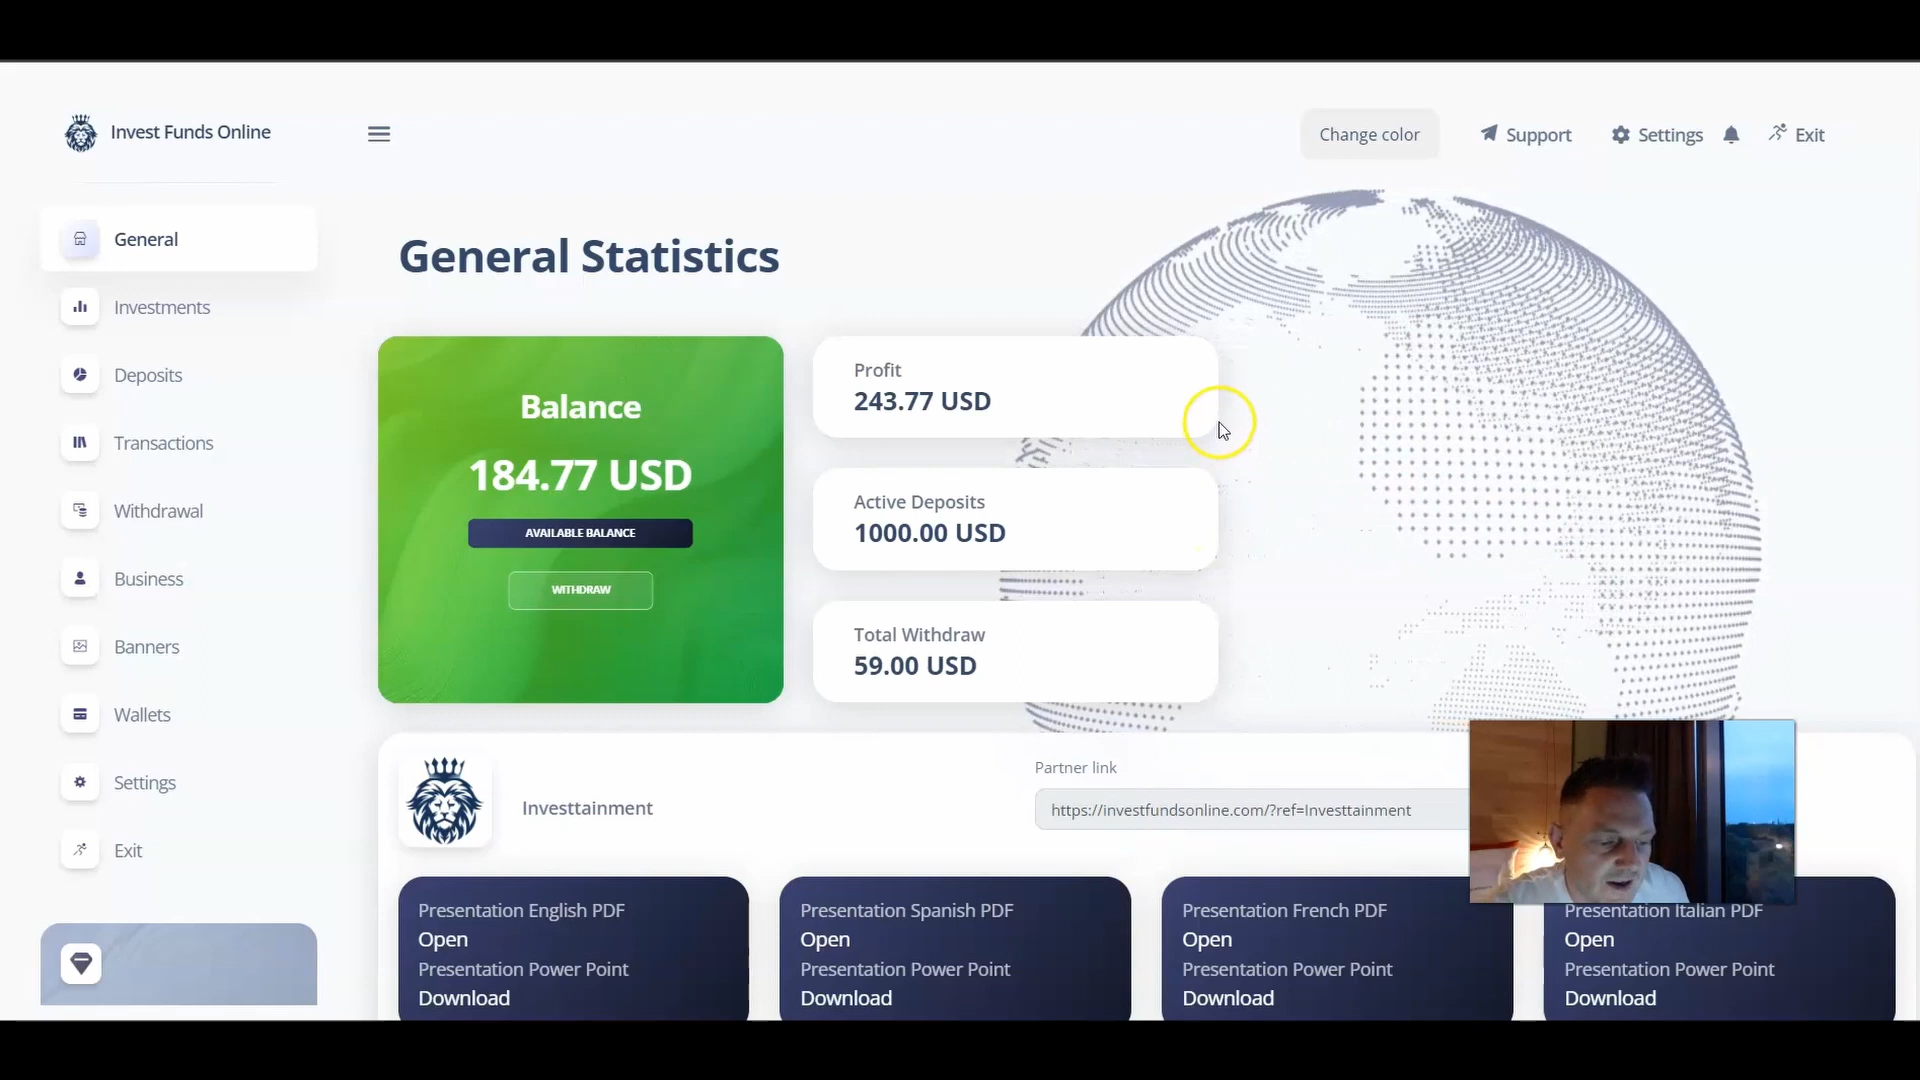 Invest Funds Online
Change color
Support
Settings
Exit
General
Investments
Deposits
Transactions
Withdrawal
Business
Banners
Wallets
Settings
Exit
General Statistics
Balance
184.77 USD
AVAILABLE BALANCE
WITHDRAW
Profit
243.77 USD
Active Deposits
1000.00 USD
Total Withdraw
59.00 USD
Investtainment
Partner link
https://investfundsonline.com/?ref=Investtainment
Presentation English PDF
Open
Presentation Power Point
Download
Presentation Spanish PDF
Open
Presentation Power Point
Download
Presentation French PDF
Open
Presentation Power Point
Download
Presentation Italian PDF
Open
Presentation Power Point
Download